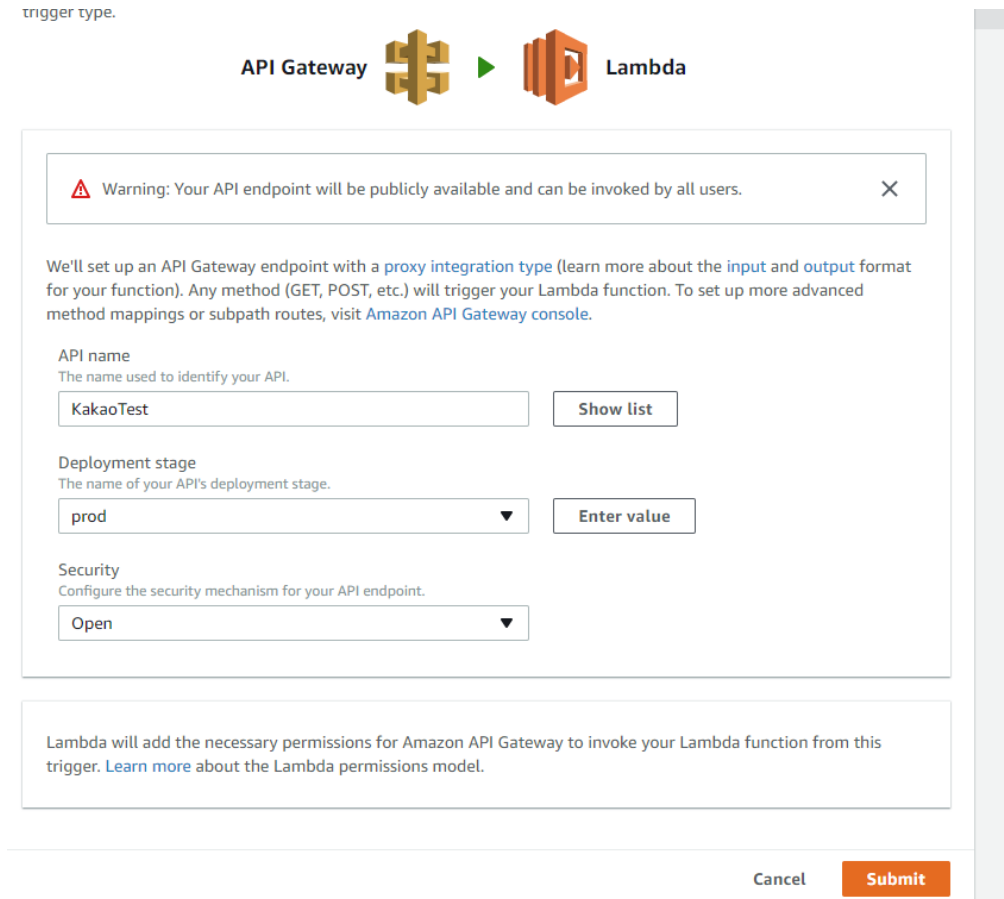 trigger type.
API Gateway Lambda
Warning: Your API endpoint will be publicly available and can be invoked by all users.
We'll set up an API Gateway endpoint with a proxy integration type (learn more about the input and output format
for your function). Any method (GET, POST, etc.) will trigger your Lambda function. To set up more advanced
method mappings or subpath routes, visit Amazon API Gateway console.
API name
The name used to identify your API.
KakaoTest Show list
Deployment stage
The name of your API's deployment stage.
prod Enter value
Security
Configure the security mechanism for your API endpoint.
Open
Lambda will add the necessary permissions for Amazon API Gateway to invoke your Lambda function from this
trigger. Learn more about the Lambda permissions model.
Cancel Submit